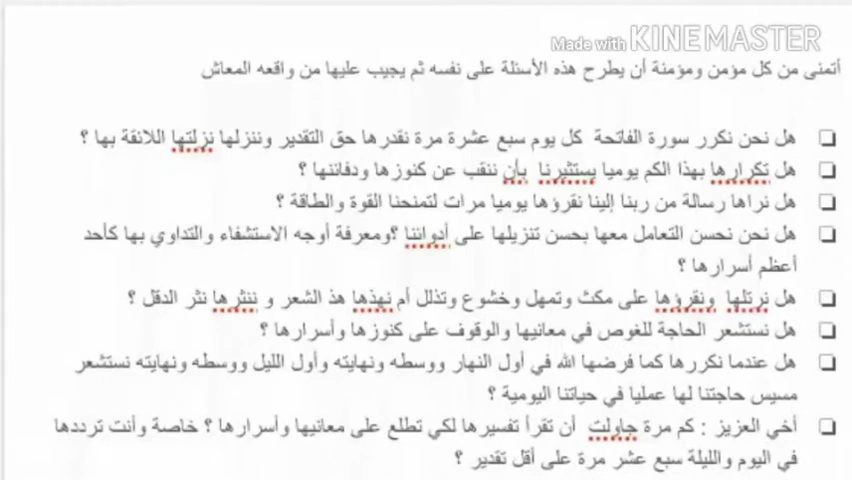 Made with KINEMASTER
أتمنى من كل مؤمن ومؤمنة أن يطرح هذه الأسئلة على نفسه ثم يجيب عليها من واقعه المعاش
هل نحن نكرر سورة الفاتحة كل يوم سبع عشرة مرة نقدرها حق التقدير وننزلها نزلتها اللائقة بها ؟
هل تكرارها بهذا الكم يوميا يستثيرنا بأن ننقب عن كنوزها ودفائنها ؟
هل نراها رسالة من ربنا إلينا نقرؤها يوميا مرات لتمنحنا القوة والطاقة ؟
هل نحن نحسن التعامل معها بحسن تنزيلها على أدوائنا ؟ومعرفة أوجه الاستشفاء والتداوي بها كأحد
أعظم أسرارها ؟
هل نرتلها ونقرؤها على مكث وتمهل وخشوع وتذلل أم نهذها هذ الشعر و ننثرها نثر الدقل ؟
هل نستشعر الحاجة للغوص في معانيها والوقوف على كنوزها وأسرارها ؟
هل عندما نكررها كما فرضها الله في أول النهار ووسطه ونهايته وأول الليل ووسطه ونهايته نستشعر
مسيس حاجتنا لها عمليا في حياتنا اليومية ؟
أخي العزيز : كم مرة جاولت أن تقرأ تفسيرها لكي تطلع على معانيها وأسرارها ؟ خاصة وأنت ترددها
في اليوم والليلة سبع عشر مرة على أقل تقدير ؟